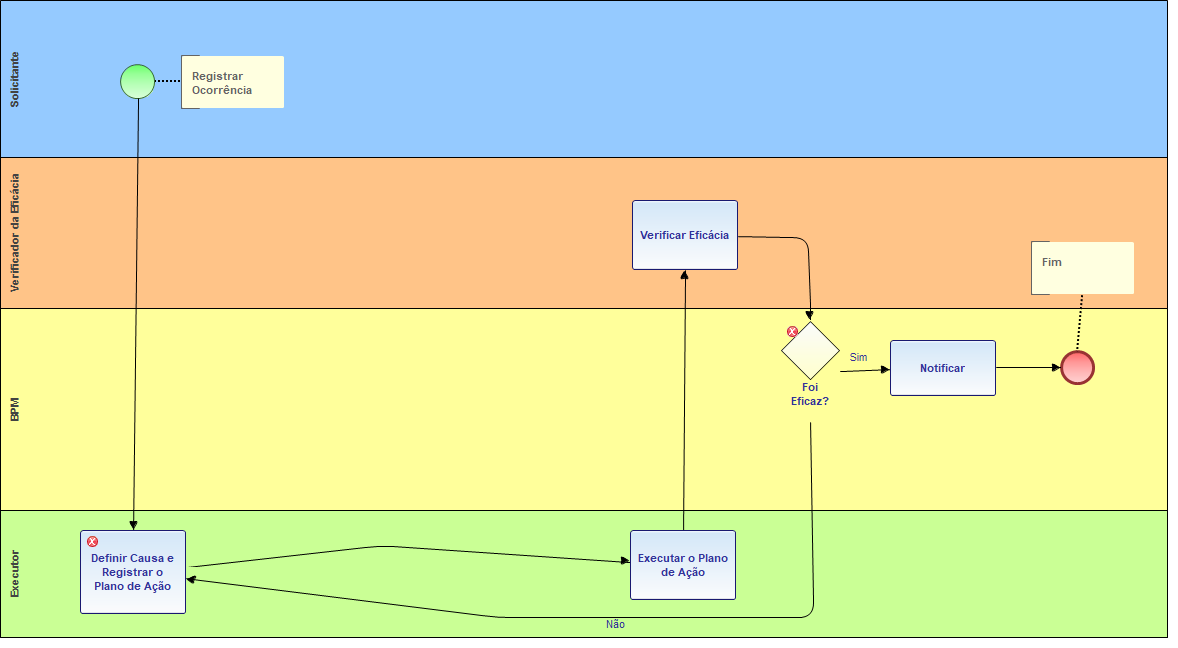 Solicitante
Registrar
Ocorrência
Verificador da Eficácia
Verificar Eficácia
Fim
BPM
Foi
Eficaz?
Sim
Notificar
Executor
Definir Causa e
Registrar o
Plano de Ação
Executar o Plano
de Ação
Não